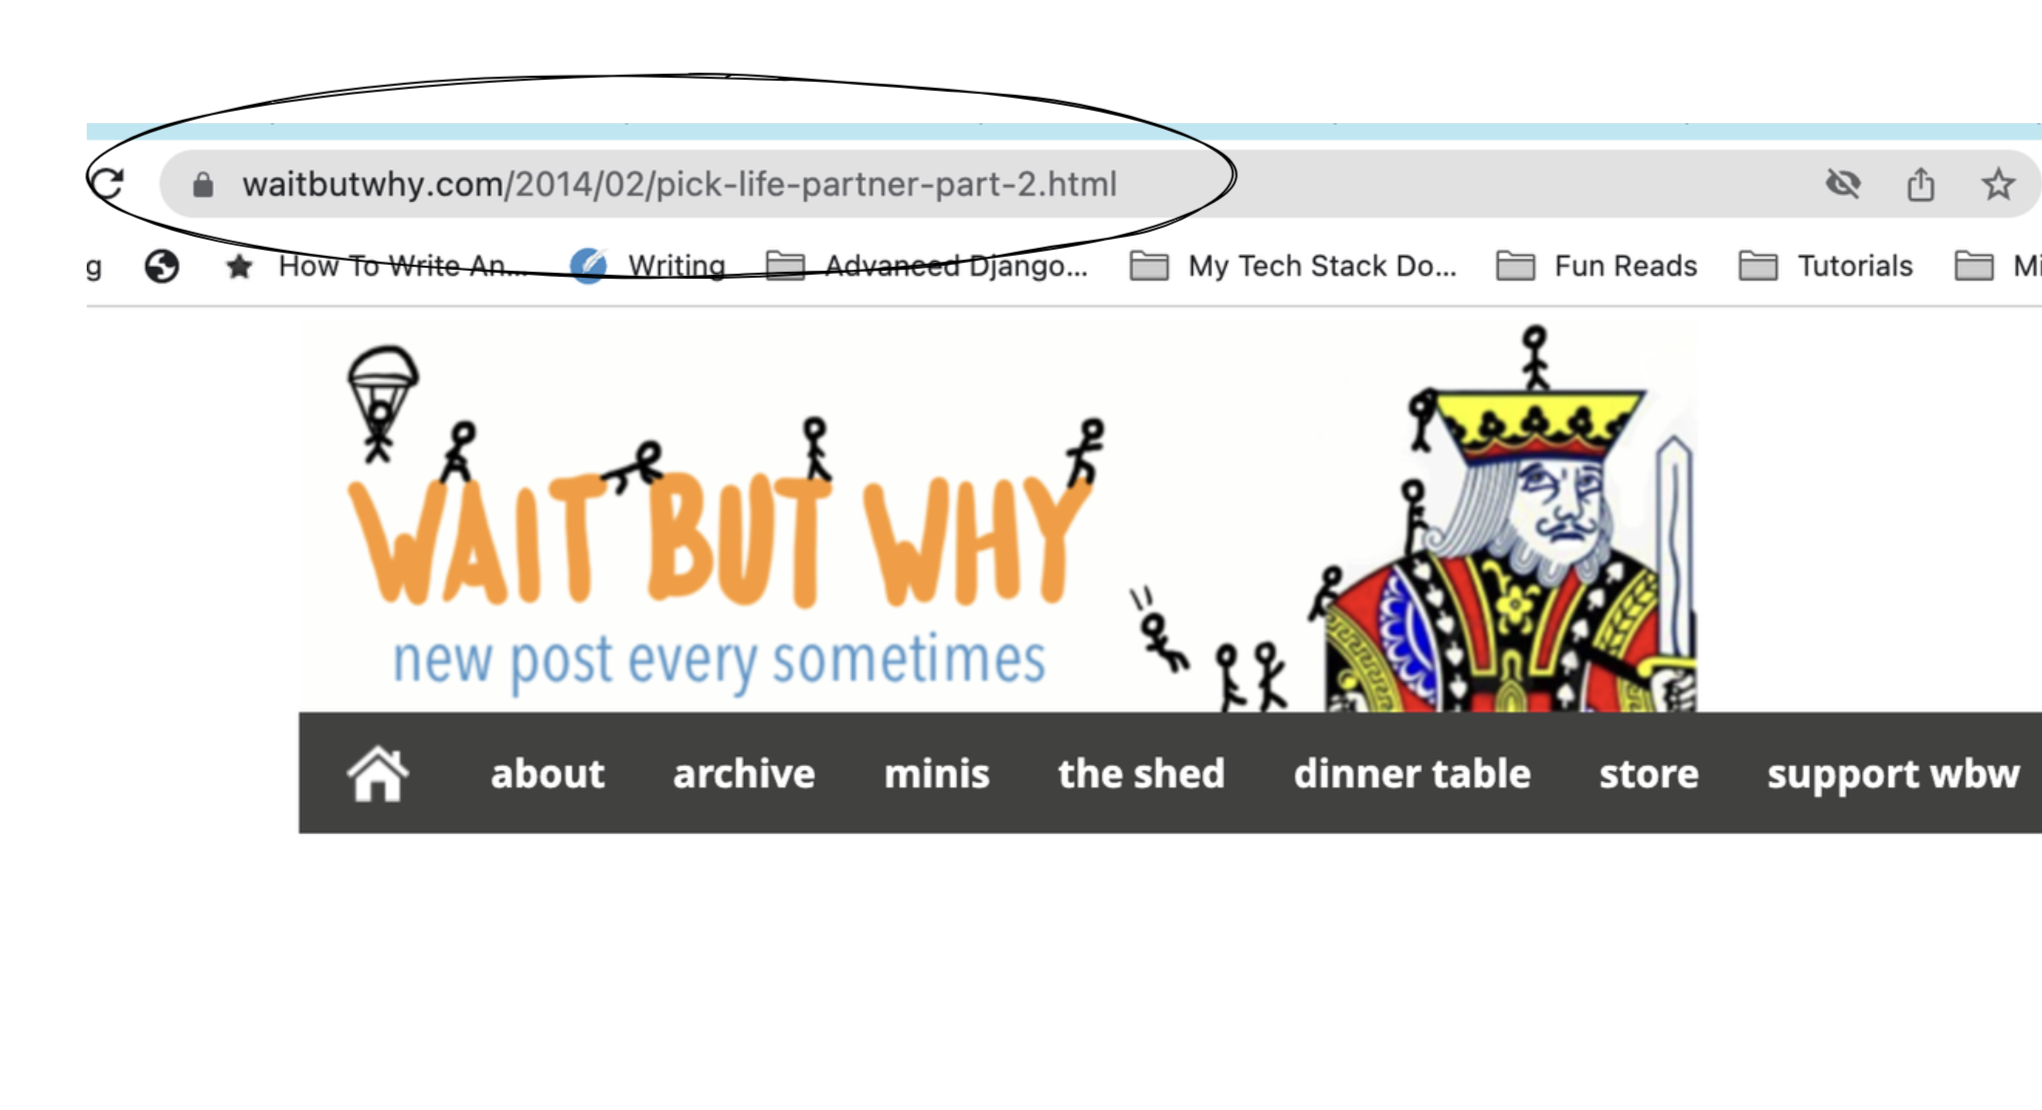 waitbutwhy.com/2014/02/pick-life-partner-part-2.html
g How To Write An... Writing Advanced Django... My Tech Stack Do... Fun Reads Tutorials Mi
WAIT BUT WHY
new post every sometimes
about archive minis the shed dinner table store support wbw